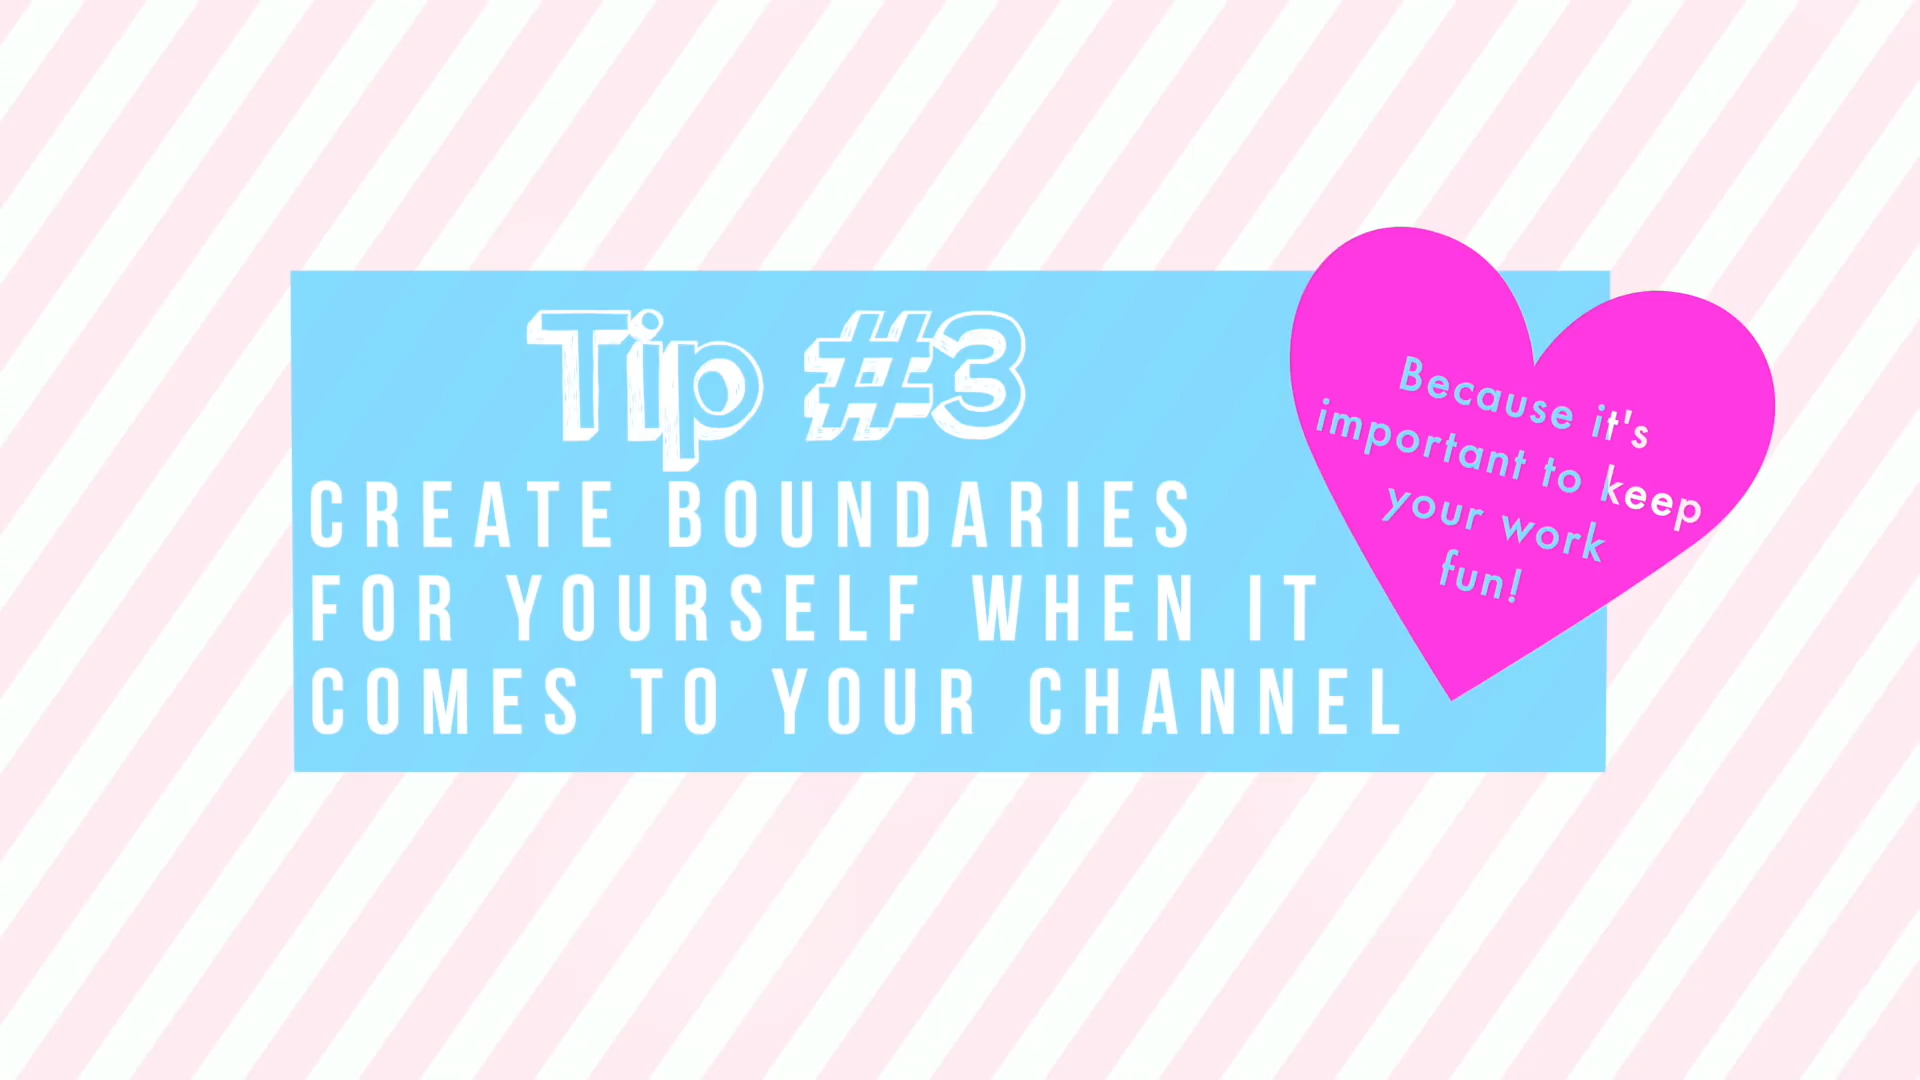 Tip #3
CREATE BOUNDARIES
FOR YOURSELF WHEN IT
COMES TO YOUR CHANNEL
Because it's
important to keep
your work
fun!